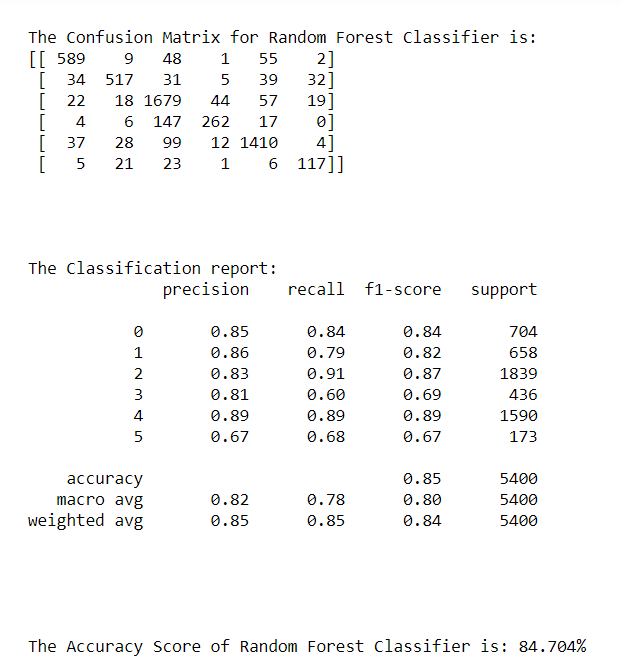 The Confusion Matrix for Random Forest Classifier is:
[[ 589    9   48    1   55    2]
 [  34  517   31    5   39   32]
 [  22   18 1679   44   57   19]
 [   4    6  147  262   17    0]
 [  37   28   99   12 1410    4]
 [   5   21   23    1    6  117]]
The Classification report:
              precision    recall  f1-score   support
           0       0.85      0.84      0.84       704
           1       0.86      0.79      0.82       658
           2       0.83      0.91      0.87      1839
           3       0.81      0.60      0.69       436
           4       0.89      0.89      0.89      1590
           5       0.67      0.68      0.67       173
    accuracy                           0.85      5400
   macro avg       0.82      0.78      0.80      5400
weighted avg       0.85      0.85      0.84      5400
The Accuracy Score of Random Forest Classifier is: 84.704%